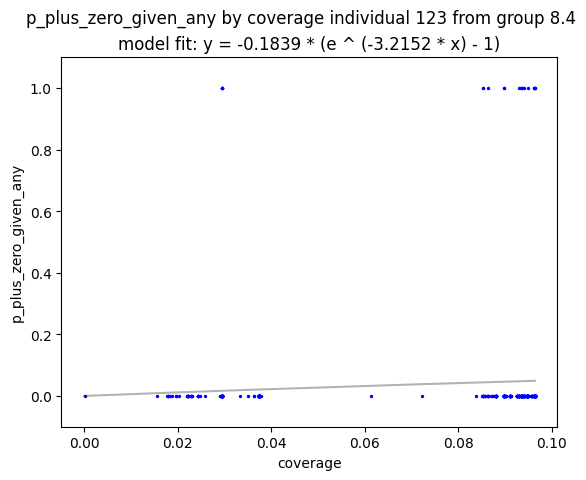 p_plus_zero_given_any by coverage individual 123 from group 8.4
model fit: y = -0.1839 * (e ^ (-3.2152 * x) - 1)
1.0
0.8
0.6
0.4
0.2
0.0
p_plus_zero_given_any
0.00 0.02 0.04 0.06 0.08 0.10
coverage